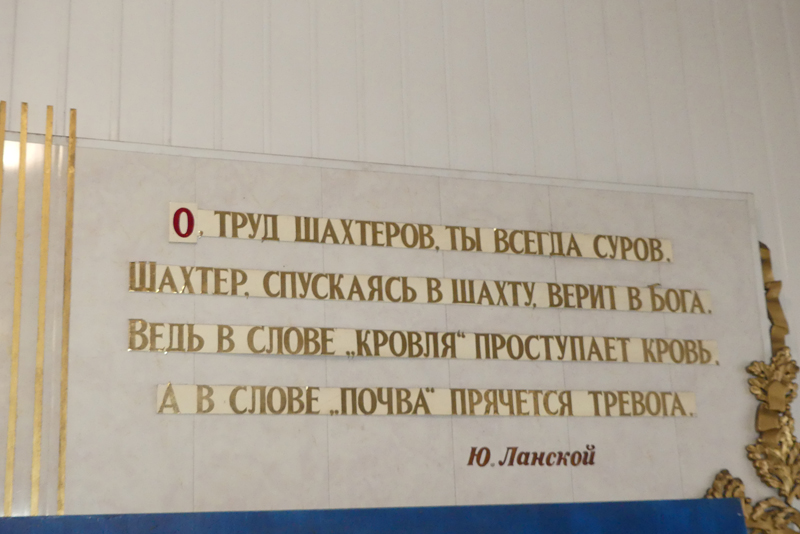 О, ТРУД ШАХТЕРОВ, ТЫ ВСЕГДА СУРОВ.
ШАХТЕР, СПУСКАЯСЬ В ШАХТУ, ВЕРИТ В БОГА.
ВЕДЬ В СЛОВЕ „КРОВЛЯ“ ПРОСТУПАЕТ КРОВЬ,
А В СЛОВЕ „ПОЧВА“ ПРЯЧЕТСЯ ТРЕВОГА.
Ю. Ланской